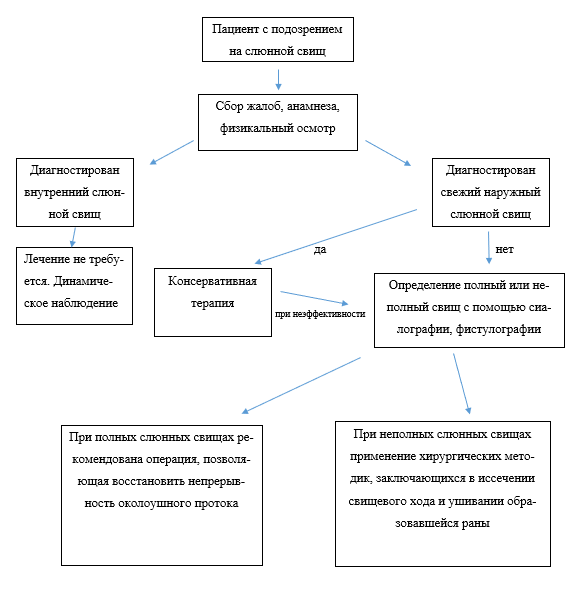 Пациент с подозрением
на слюнной свищ
Сбор жалоб, анамнеза,
физикальный осмотр
Диагностирован
внутренний слюн-
ной свищ
Диагностирован
свежий наружный
слюнной свищ
Лечение не требу-
ется. Динамиче-
ское наблюдение
да
нет
Консервативная
терапия
при неэффективности
Определение полный или не-
полный свищ с помощью сиа-
лографии, фистулографии
При полных слюнных свищах ре-
комендована операция, позволя-
ющая восстановить непрерыв-
ность околоушного протока
При неполных слюнных свищах
применение хирургических мето-
дик, заключающихся в иссечении
свищевого хода и ушивании обра-
зовавшейся раны